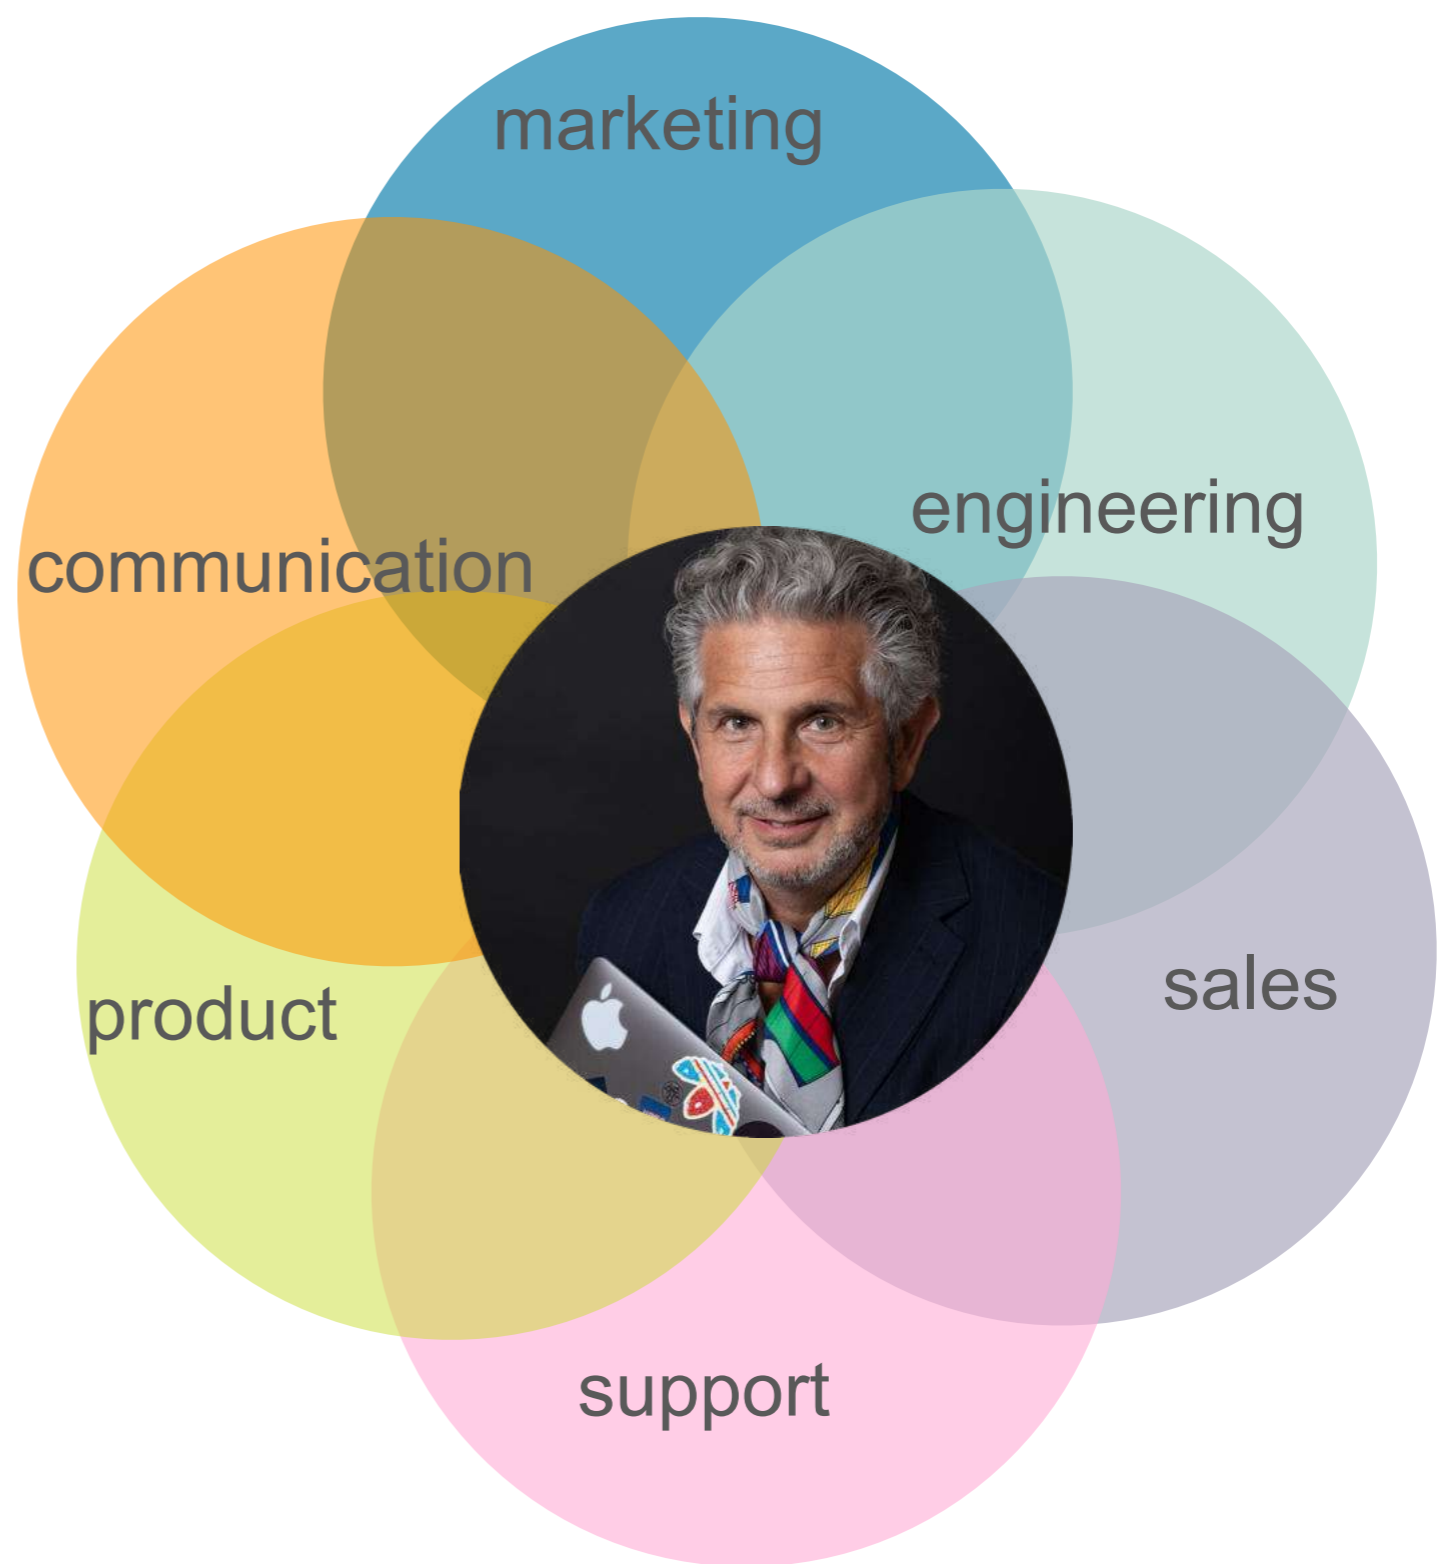 marketing
engineering
communication
sales
product
support